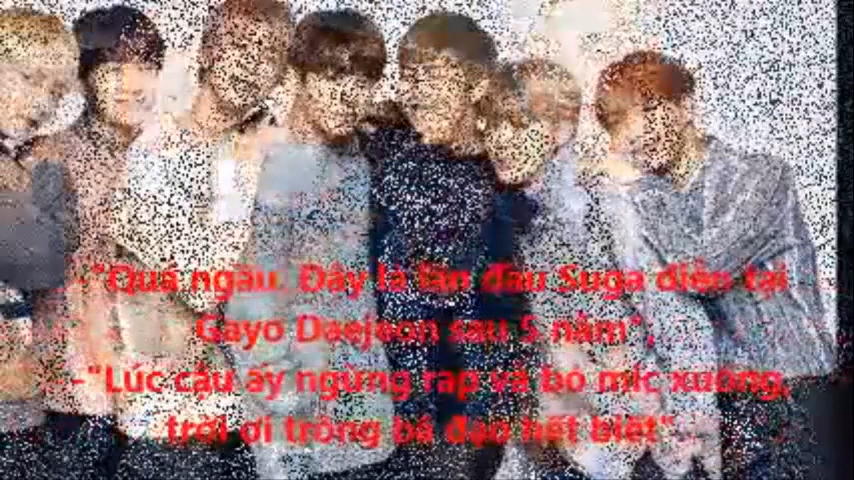 -"Quá ngầu. Đây là lần đầu Suga diễn tại
Gayo Daejeon sau 5 năm",
-"Lúc cậu ấy ngừng rap và bỏ mic xuống,
trời ơi trông bá đạo hết biết"